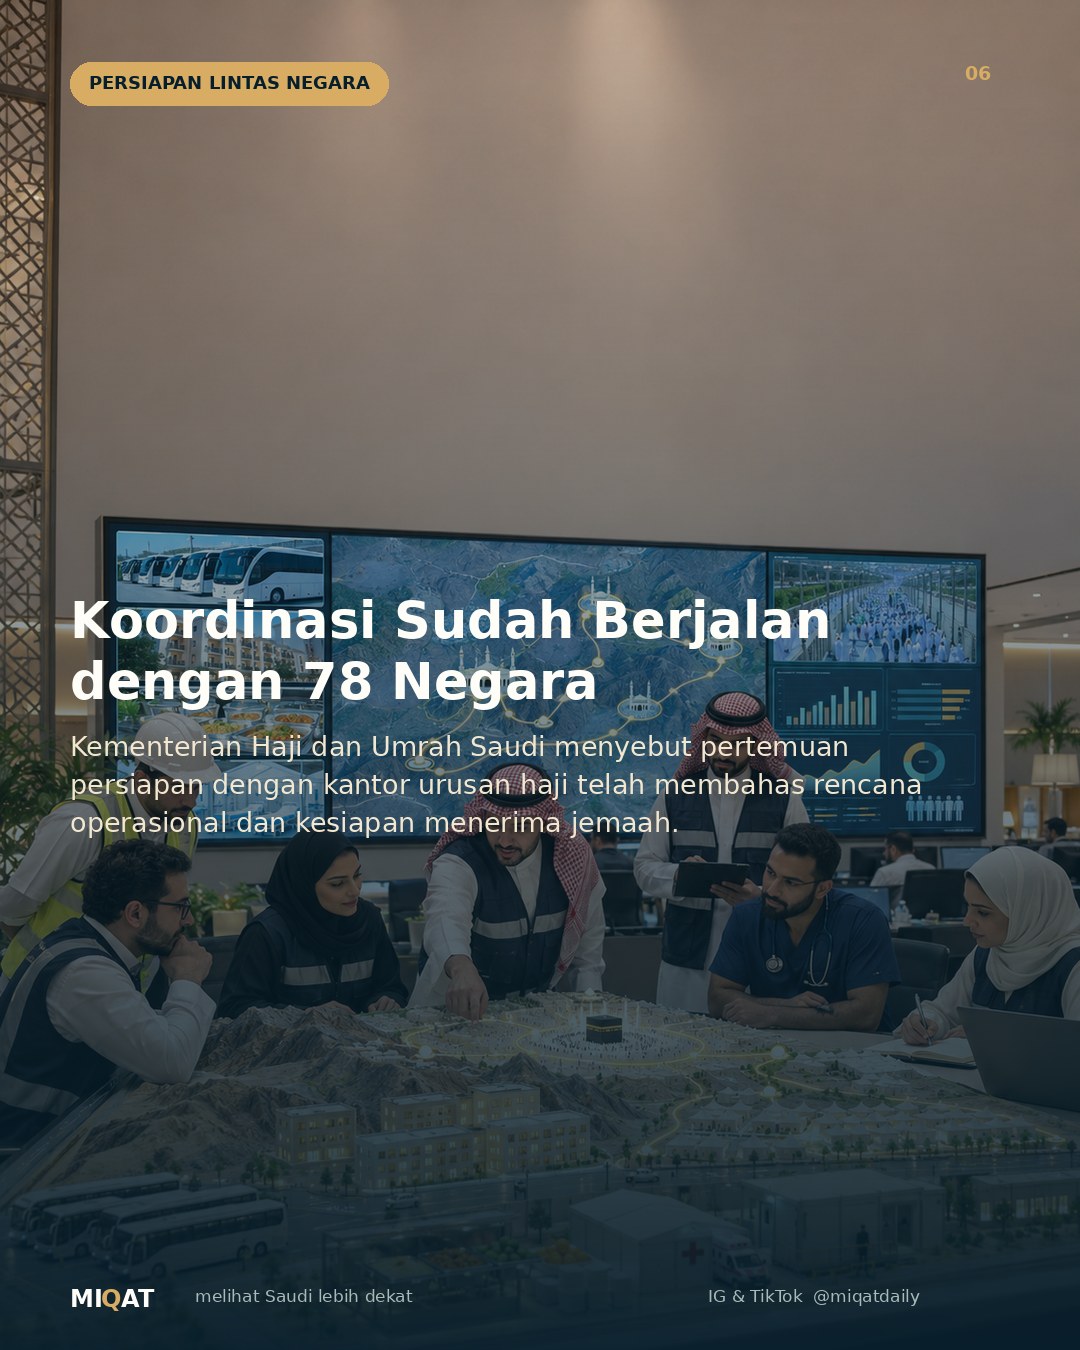 PERSIAPAN LINTAS NEGARA
06
Koordinasi Sudah Berjalan
dengan 78 Negara
Kementerian Haji dan Umrah Saudi menyebut pertemuan
persiapan dengan kantor urusan haji telah membahas rencana
operasional dan kesiapan menerima jemaah.
MIQAT melihat Saudi lebih dekat IG & TikTok @miqatdaily